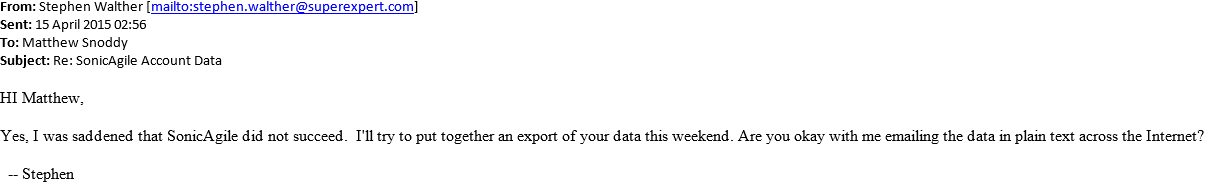 From: Stephen Walther [mailto:stephen.walther@superexpert.com]
Sent: 15 April 2015 02:56
To: Matthew Snoddy
Subject: Re: SonicAgile Account Data
HI Matthew,
Yes, I was saddened that SonicAgile did not succeed.  I'll try to put together an export of your data this weekend. Are you okay with me emailing the data in plain text across the Internet?
-- Stephen